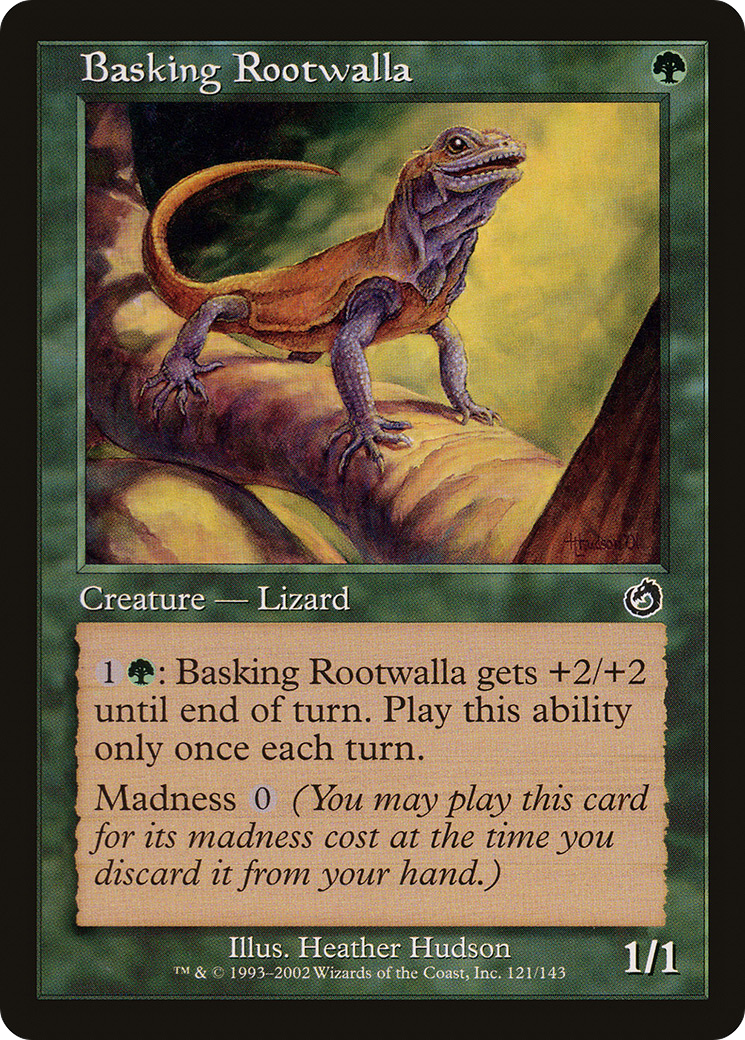 Basking Rootwalla
Creature — Lizard
1 : Basking Rootwalla gets +2/+2
until end of turn. Play this ability
only once each turn.
Madness 0 (You may play this card
for its madness cost at the time you
discard it from your hand.)
Illus. Heather Hudson
™ & © 1993–2002 Wizards of the Coast, Inc. 121/143
1/1